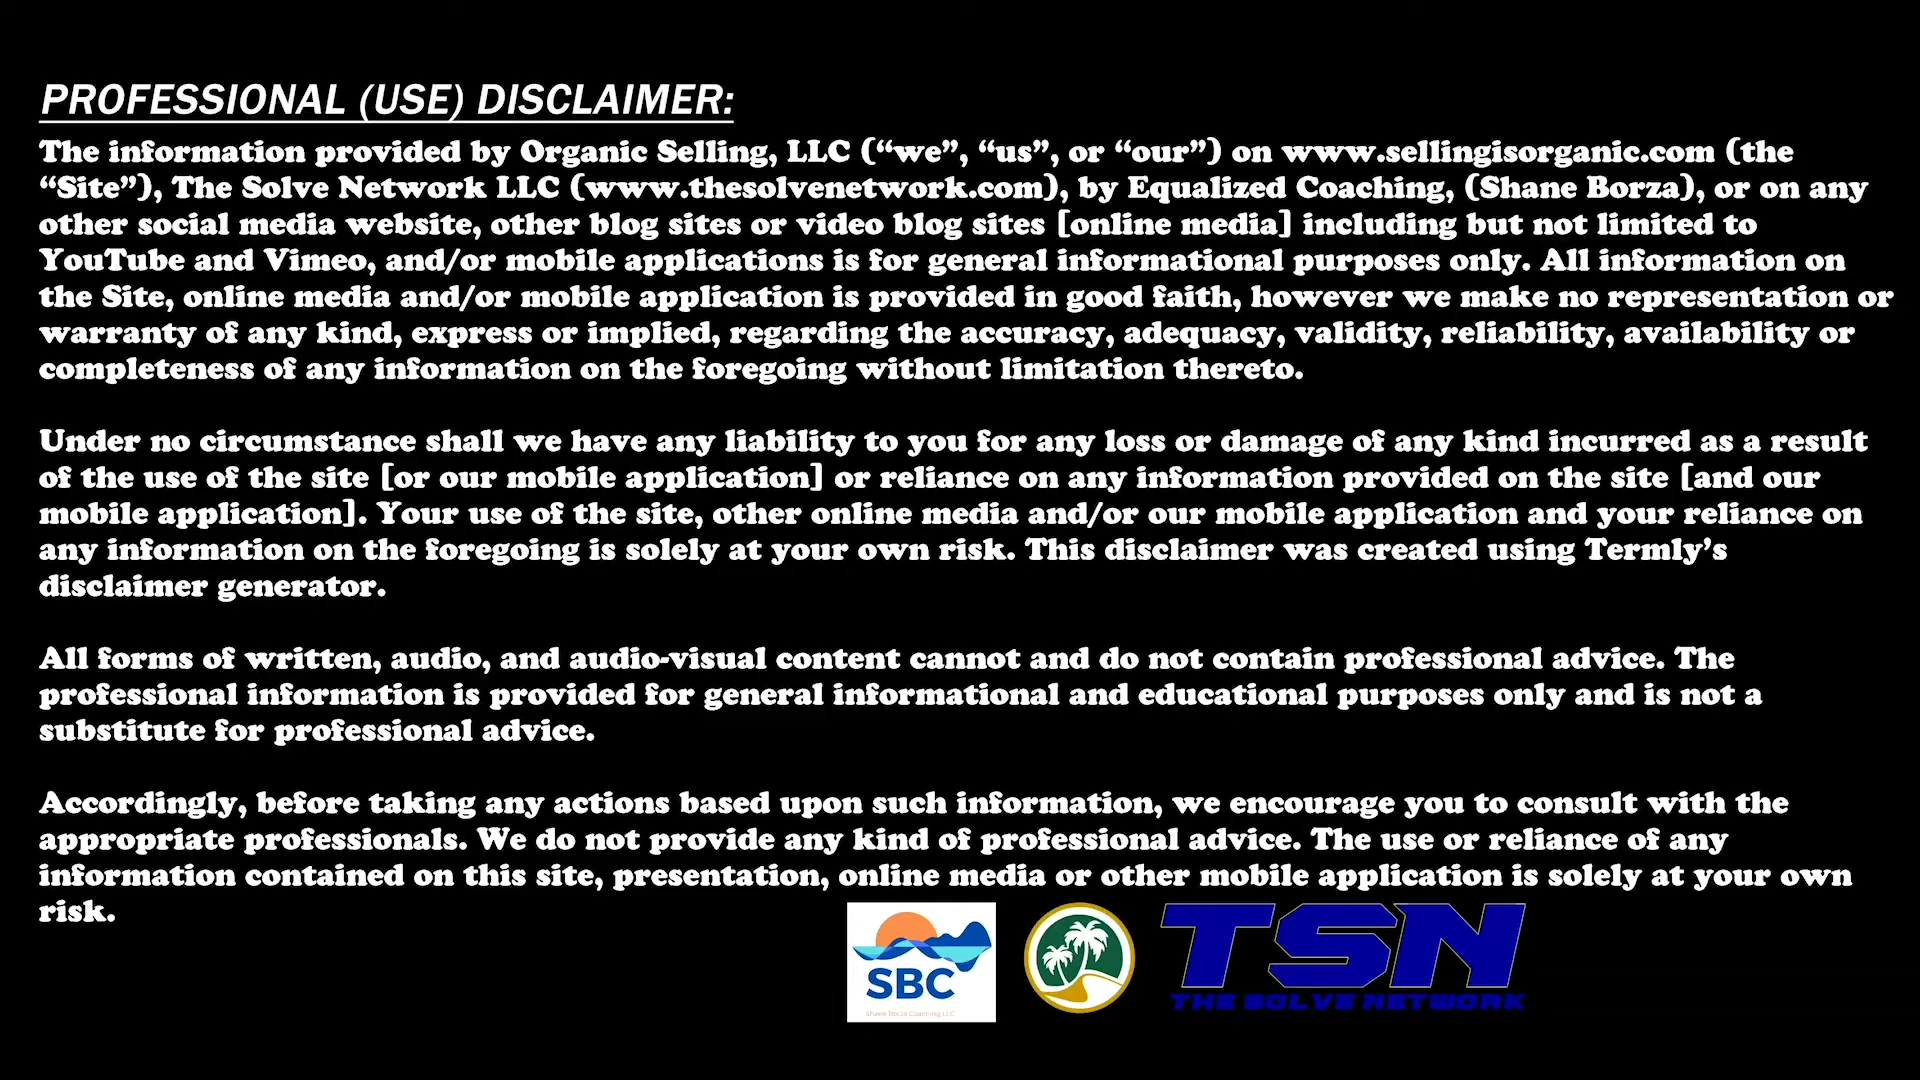 PROFESSIONAL (USE) DISCLAIMER:
The information provided by Organic Selling, LLC (“we”, “us”, or “our”) on www.sellingisorganic.com (the
“Site”), The Solve Network LLC (www.thesolvenetwork.com), by Equalized Coaching, (Shane Borza), or on any
other social media website, other blog sites or video blog sites [online media] including but not limited to
YouTube and Vimeo, and/or mobile applications is for general informational purposes only. All information on
the Site, online media and/or mobile application is provided in good faith, however we make no representation or
warranty of any kind, express or implied, regarding the accuracy, adequacy, validity, reliability, availability or
completeness of any information on the foregoing without limitation thereto.
Under no circumstance shall we have any liability to you for any loss or damage of any kind incurred as a result
of the use of the site [or our mobile application] or reliance on any information provided on the site [and our
mobile application]. Your use of the site, other online media and/or our mobile application and your reliance on
any information on the foregoing is solely at your own risk. This disclaimer was created using Termly’s
disclaimer generator.
All forms of written, audio, and audio-visual content cannot and do not contain professional advice. The
professional information is provided for general informational and educational purposes only and is not a
substitute for professional advice.
Accordingly, before taking any actions based upon such information, we encourage you to consult with the
appropriate professionals. We do not provide any kind of professional advice. The use or reliance of any
information contained on this site, presentation, online media or other mobile application is solely at your own
risk.
SBC
Shane Borza Coaching LLC
TSN
THE SOLVE NETWORK